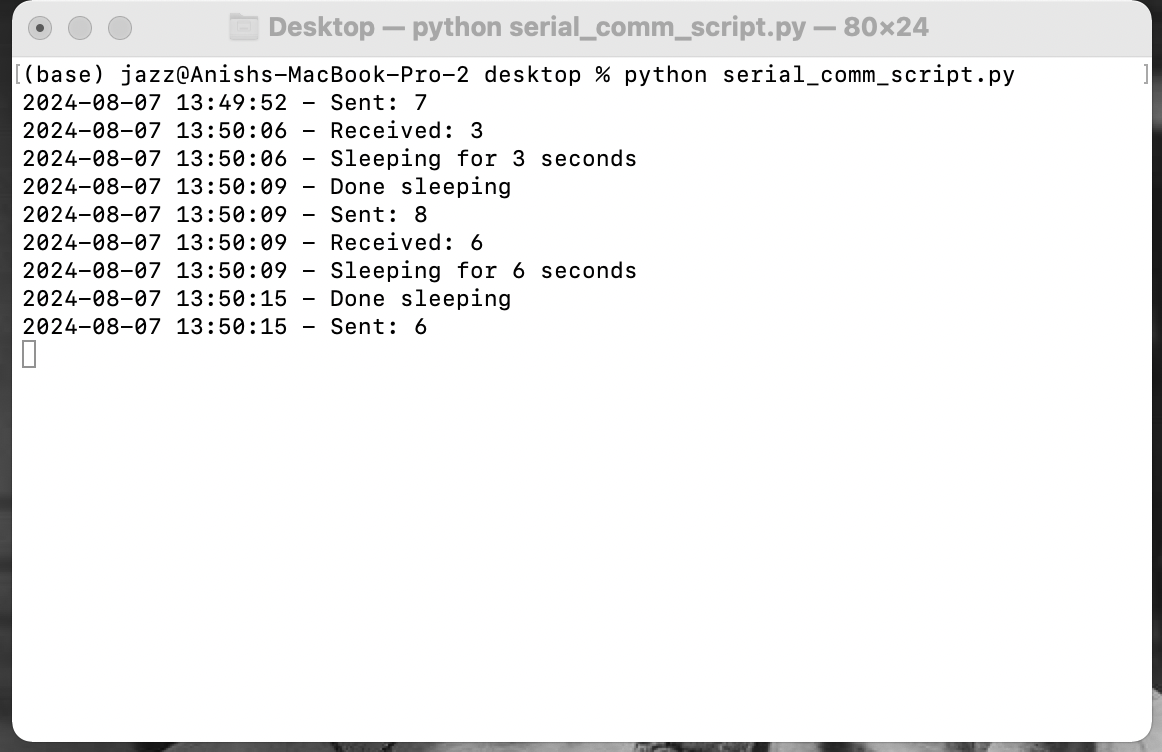 Desktop — python serial_comm_script.py — 80×24
[(base) jazz@Anishs-MacBook-Pro-2 desktop % python serial_comm_script.py ]
2024-08-07 13:49:52 - Sent: 7
2024-08-07 13:50:06 - Received: 3
2024-08-07 13:50:06 - Sleeping for 3 seconds
2024-08-07 13:50:09 - Done sleeping
2024-08-07 13:50:09 - Sent: 8
2024-08-07 13:50:09 - Received: 6
2024-08-07 13:50:09 - Sleeping for 6 seconds
2024-08-07 13:50:15 - Done sleeping
2024-08-07 13:50:15 - Sent: 6